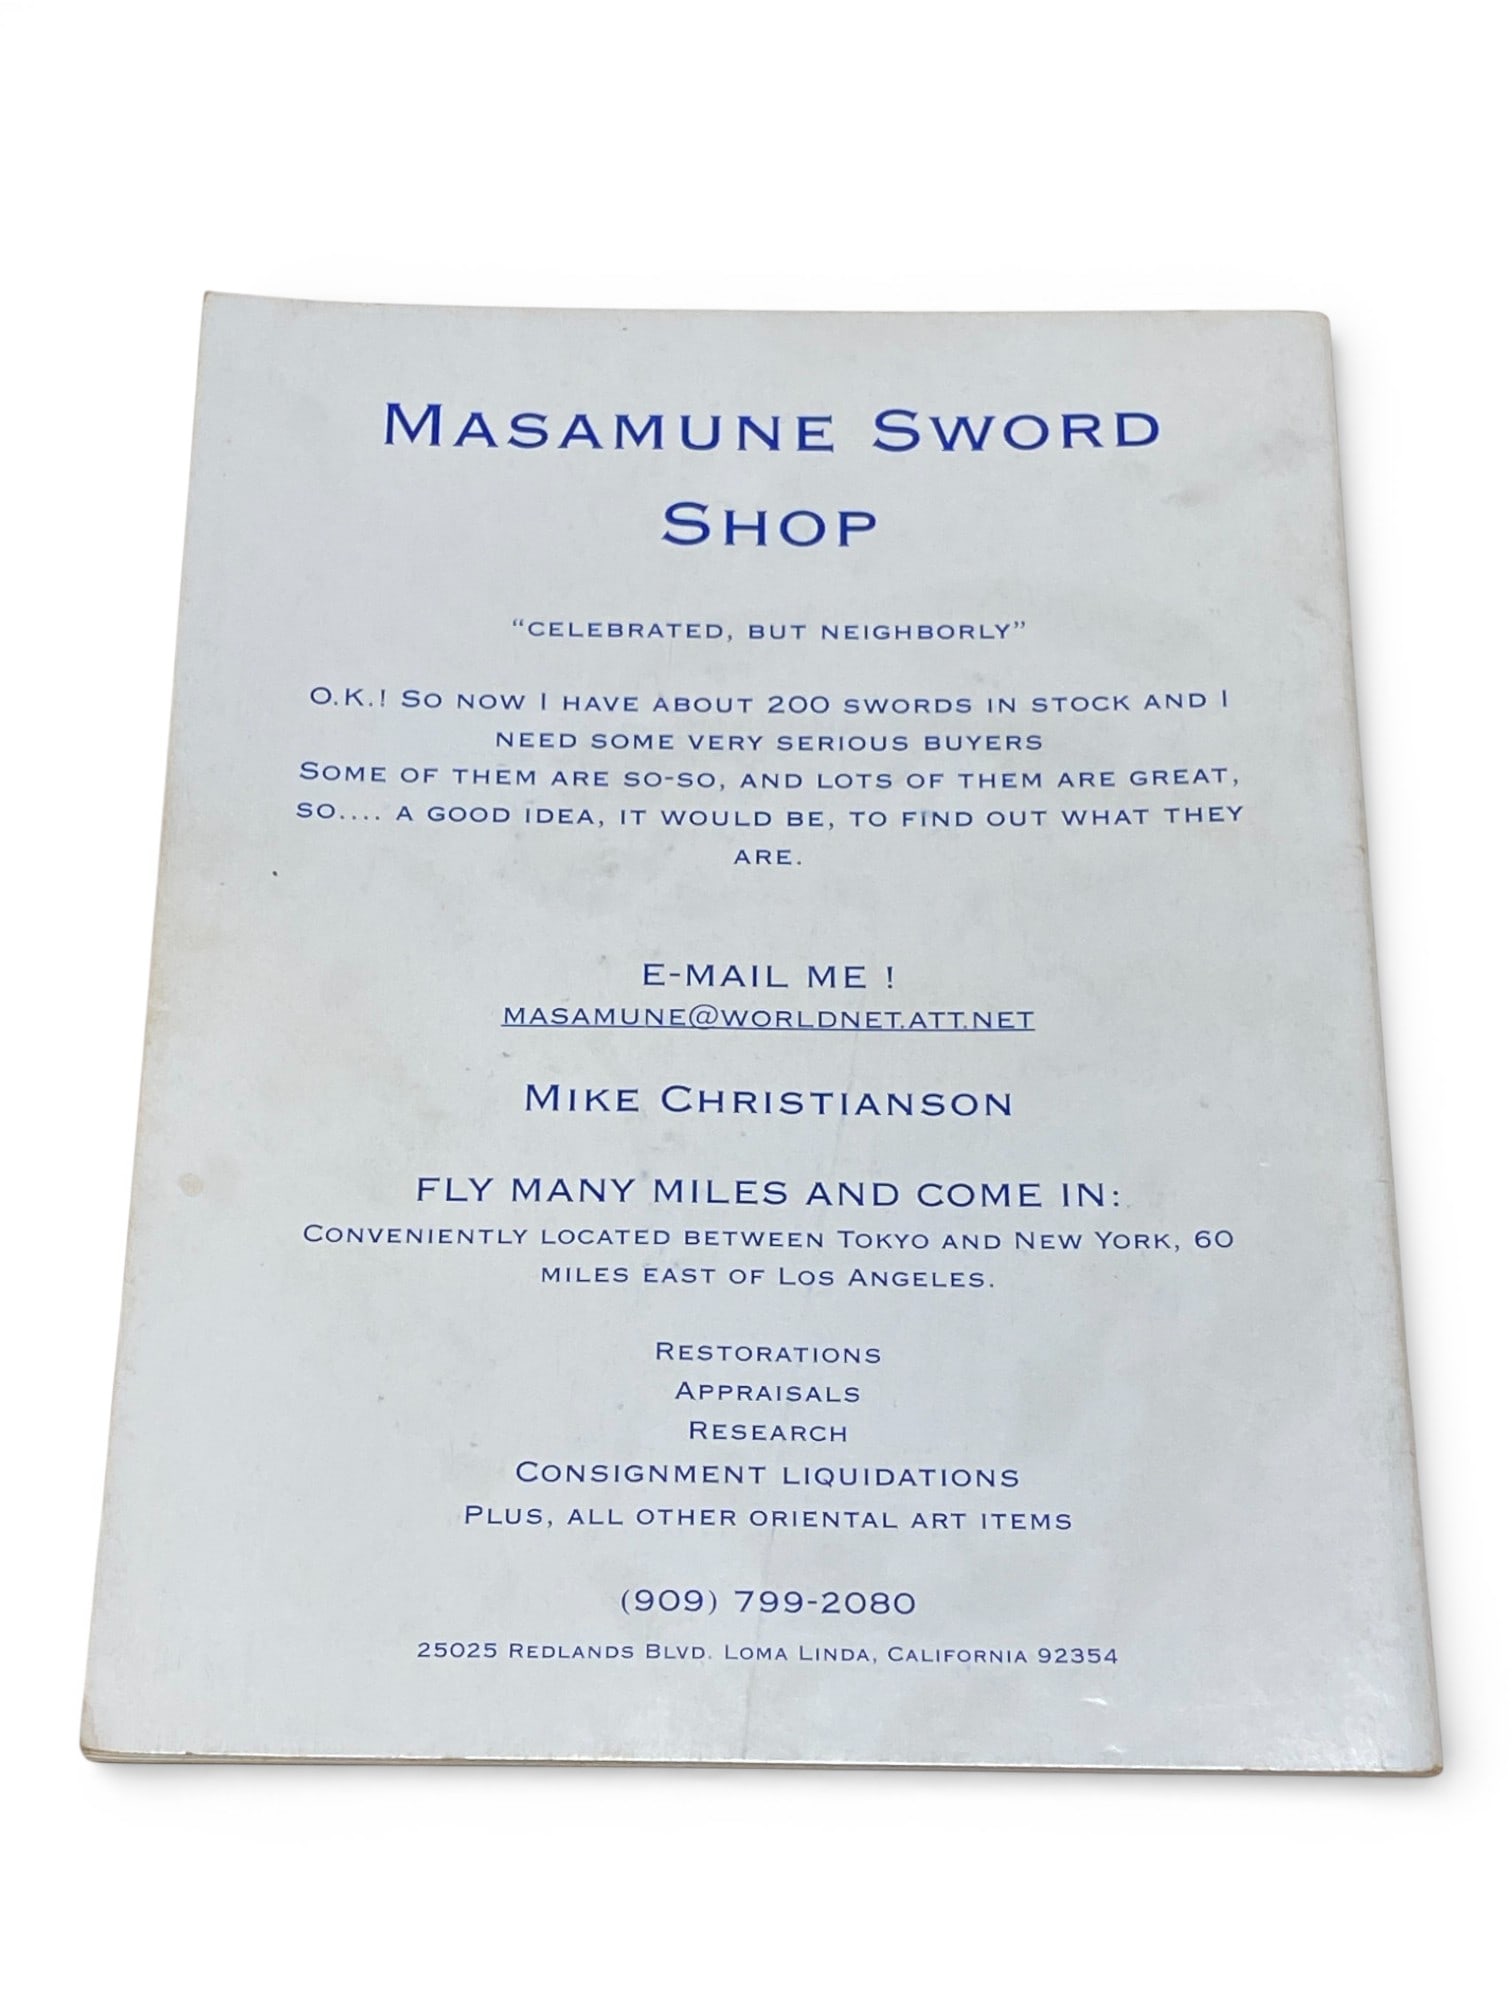 MASAMUNE SWORD
SHOP
“CELEBRATED, BUT NEIGHBORLY”
O.K.! SO NOW I HAVE ABOUT 200 SWORDS IN STOCK AND I
NEED SOME VERY SERIOUS BUYERS
SOME OF THEM ARE SO-SO, AND LOTS OF THEM ARE GREAT,
SO.... A GOOD IDEA, IT WOULD BE, TO FIND OUT WHAT THEY
ARE.
E-MAIL ME !
MASAMUNE@WORLDNET.ATT.NET
MIKE CHRISTIANSON
FLY MANY MILES AND COME IN:
CONVENIENTLY LOCATED BETWEEN TOKYO AND NEW YORK, 60
MILES EAST OF LOS ANGELES.
RESTORATIONS
APPRAISALS
RESEARCH
CONSIGNMENT LIQUIDATIONS
PLUS, ALL OTHER ORIENTAL ART ITEMS
(909) 799-2080
25025 REDLANDS BLVD. LOMA LINDA, CALIFORNIA 92354